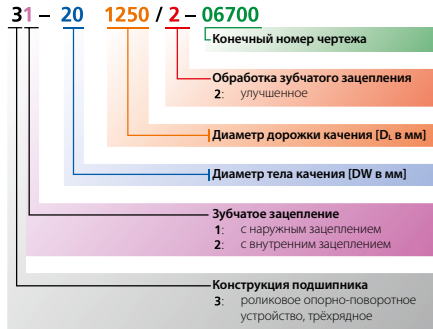 31 – 20 1250 / 2 – 06700
Конечный номер чертежа
Обработка зубчатого зацепления
2: улучшенное
Диаметр дорожки качения [DL в мм]
Диаметр тела качения [DW в мм]
Зубчатое зацепление
1: с наружным зацеплением
2: с внутренним зацеплением
Конструкция подшипника
3: роликовое опорно-поворотное
устройство, трёхрядное